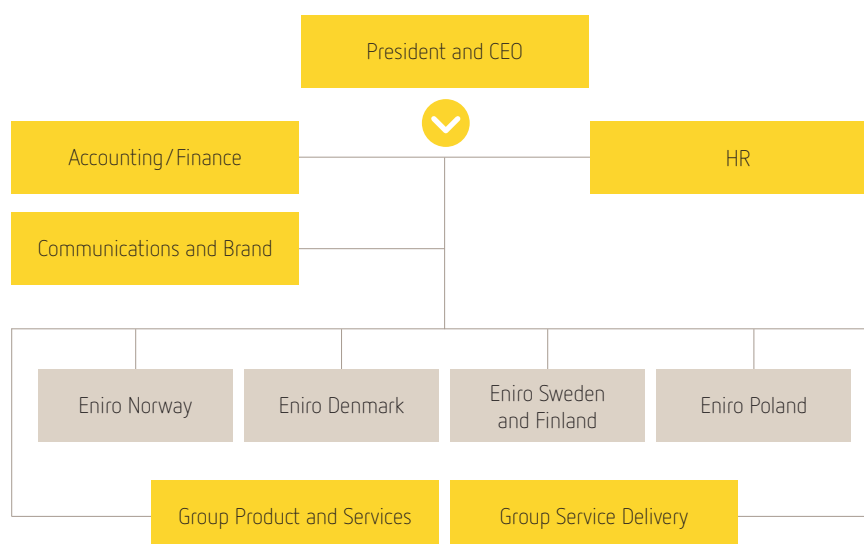 President and CEO
Accounting/Finance
HR
Communications and Brand
Eniro Norway
Eniro Denmark
Eniro Sweden
and Finland
Eniro Poland
Group Product and Services
Group Service Delivery